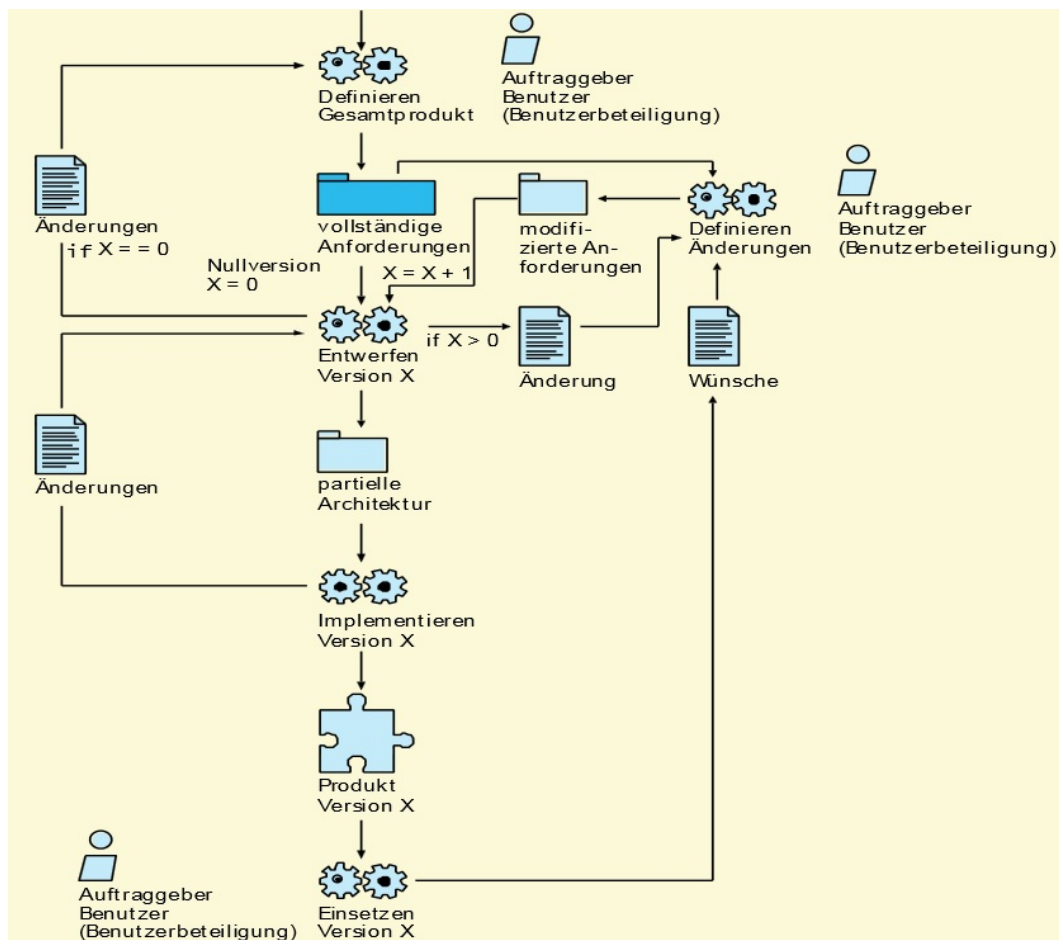 Definieren
Gesamtprodukt
Auftraggeber
Benutzer
(Benutzerbeteiligung)
Änderungen
if X = = 0
vollständige
Anforderungen
modifi-
zierte An-
forderungen
Definieren
Änderungen
Auftraggeber
Benutzer
(Benutzerbeteiligung)
Nullversion
X = 0
X = X + 1
Entwerfen
Version X
if X > 0
Änderung
Wünsche
Änderungen
partielle
Architektur
Implementieren
Version X
Produkt
Version X
Auftraggeber
Benutzer
(Benutzerbeteiligung)
Einsetzen
Version X